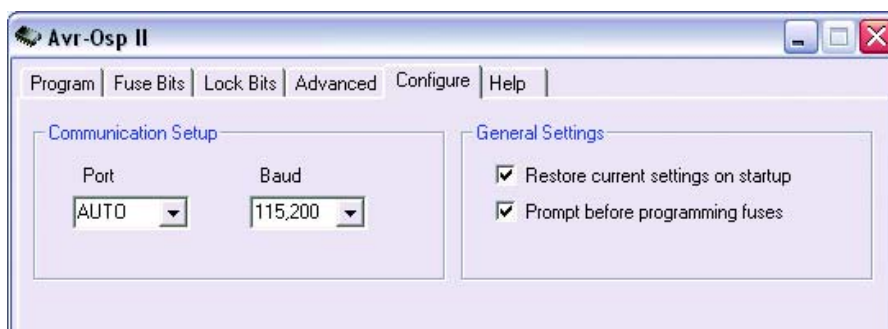 Avr-Osp II
Program Fuse Bits Lock Bits Advanced Configure Help
Communication Setup
Port Baud
AUTO 115,200
General Settings
Restore current settings on startup
Prompt before programming fuses